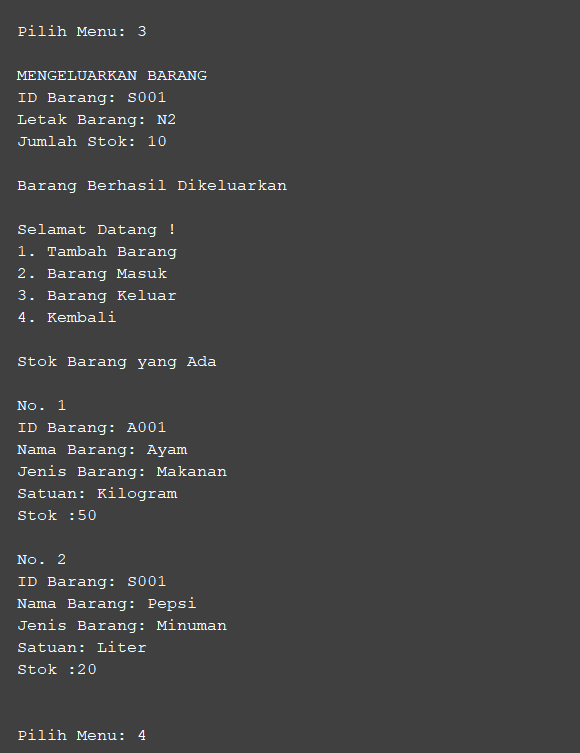 Pilih Menu: 3
MENGELUARKAN BARANG
ID Barang: S001
Letak Barang: N2
Jumlah Stok: 10
Barang Berhasil Dikeluarkan
Selamat Datang !
1. Tambah Barang
2. Barang Masuk
3. Barang Keluar
4. Kembali
Stok Barang yang Ada
No. 1
ID Barang: A001
Nama Barang: Ayam
Jenis Barang: Makanan
Satuan: Kilogram
Stok :50
No. 2
ID Barang: S001
Nama Barang: Pepsi
Jenis Barang: Minuman
Satuan: Liter
Stok :20
Pilih Menu: 4